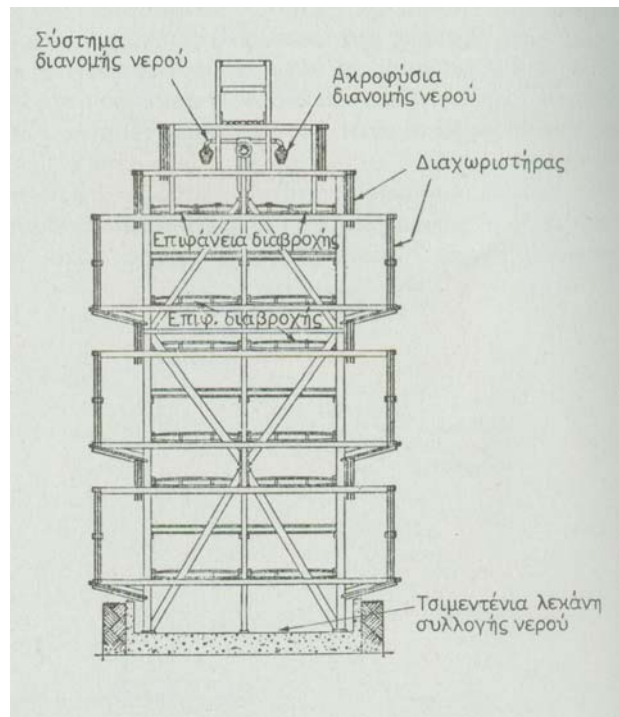 Σύστημα
διανομής νερού
Ακροφύσια
διανομής νερού
Διαχωριστήρας
Επιφάνεια διαβροχής
Επιφ. διαβροχής
Τσιμεντένια λεκάνη
συλλογής νερού